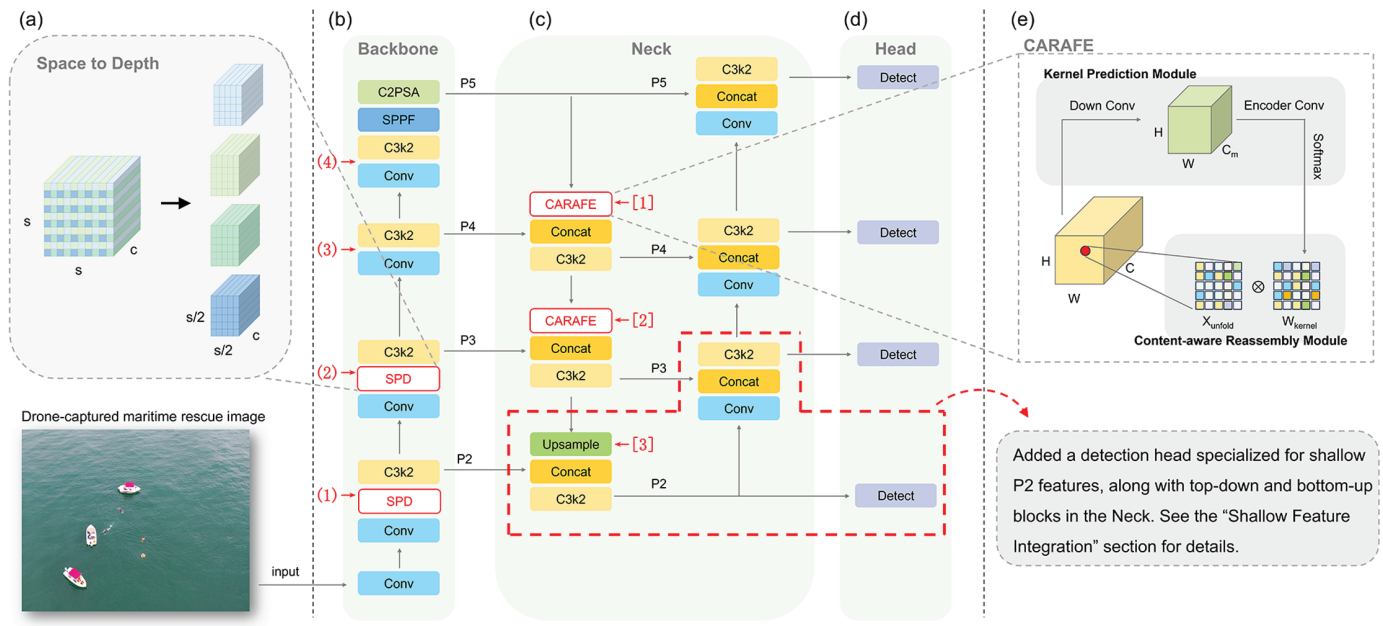 (a)
Space to Depth
s
s
c
s/2
s/2
c
Drone-captured maritime rescue image
input
(b)
Backbone
C2PSA
SPPF
C3k2
(4)
Conv
C3k2
(3)
Conv
C3k2
(2)
SPD
Conv
C3k2
(1)
SPD
Conv
Conv
(c)
Neck
P5
P5
CARAFE
[1]
P4
Concat
C3k2
P4
CARAFE
[2]
P3
Concat
C3k2
P3
Upsample
[3]
P2
Concat
C3k2
P2
C3k2
Concat
Conv
C3k2
Concat
Conv
C3k2
Concat
Conv
(d)
Head
Detect
Detect
Detect
Detect
(e)
CARAFE
Kernel Prediction Module
Down Conv
Encoder Conv
H
W
Cm
Softmax
H
W
C
Xunfold
⊗
Wkernel
Content-aware Reassembly Module
Added a detection head specialized for shallow
P2 features, along with top-down and bottom-up
blocks in the Neck. See the “Shallow Feature
Integration” section for details.